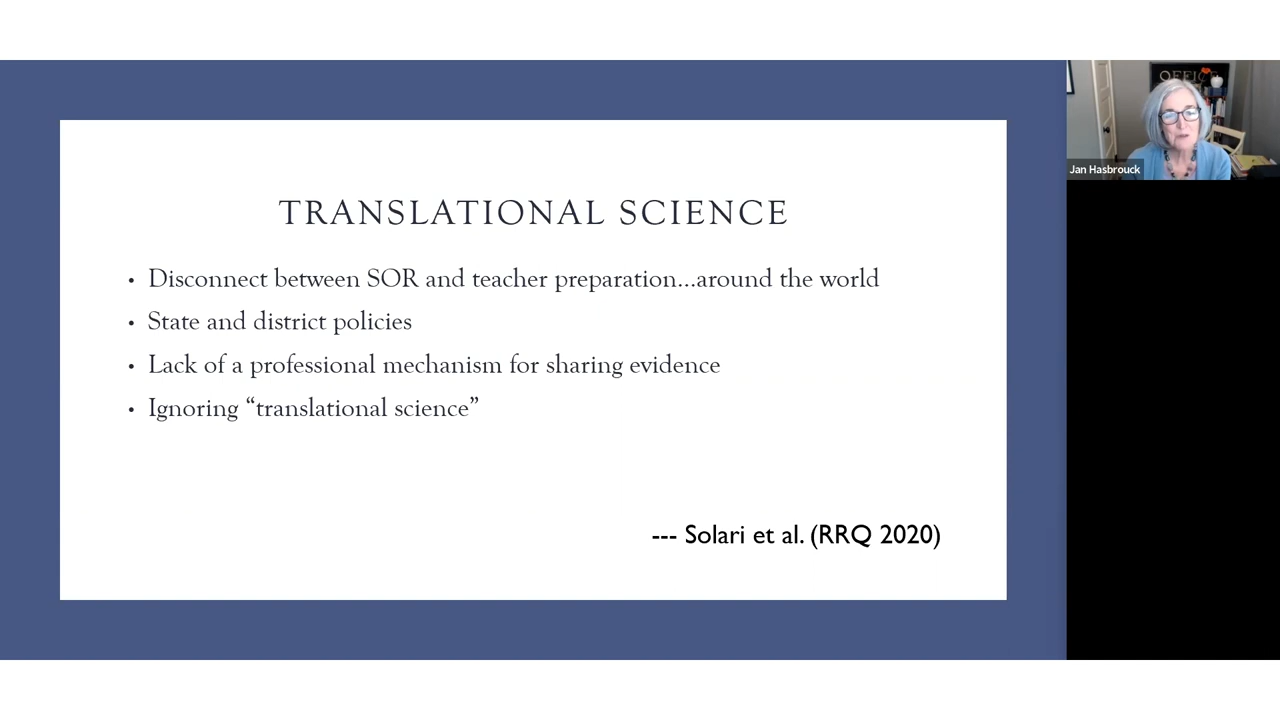 TRANSLATIONAL SCIENCE
• Disconnect between SOR and teacher preparation...around the world
• State and district policies
• Lack of a professional mechanism for sharing evidence
• Ignoring “translational science”
--- Solari et al. (RRQ 2020)
OFFICE
Jan Hasbrouck